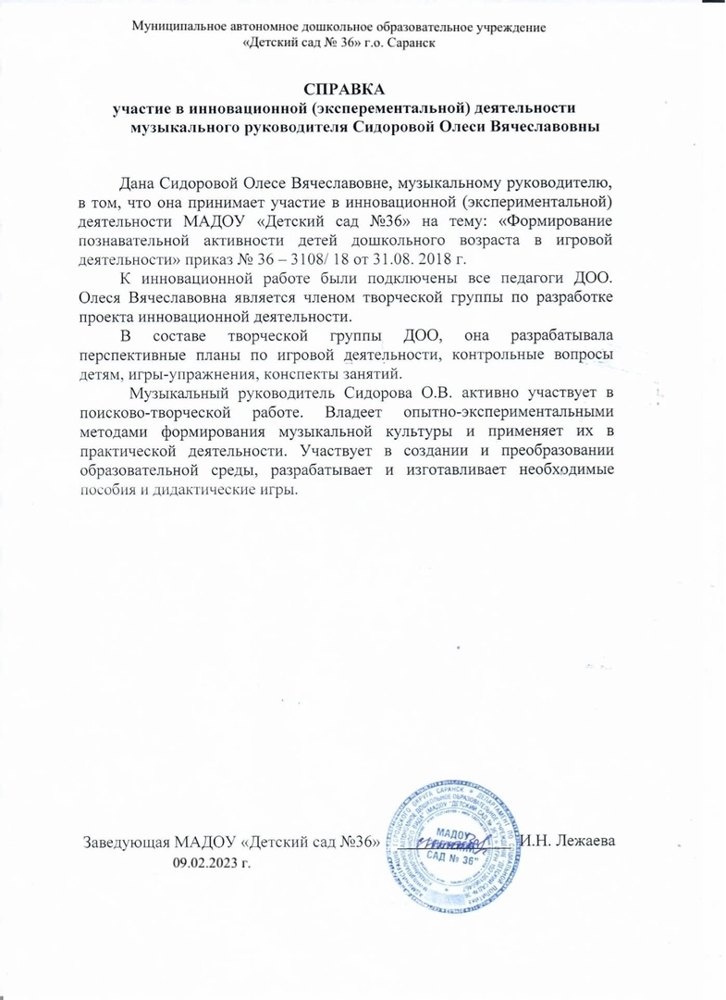 Муниципальное автономное дошкольное образовательное учреждение
«Детский сад № 36» г.о. Саранск
СПРАВКА
участие в инновационной (эксперементальной) деятельности
музыкального руководителя Сидоровой Олеси Вячеславовны
Дана Сидоровой Олесе Вячеславовне, музыкальному руководителю,
в том, что она принимает участие в инновационной (экспериментальной)
деятельности МАДОУ «Детский сад №36» на тему: «Формирование
познавательной активности детей дошкольного возраста в игровой
деятельности» приказ № 36 – 3108/ 18 от 31.08. 2018 г.
К инновационной работе были подключены все педагоги ДОО.
Олеся Вячеславовна является членом творческой группы по разработке
проекта инновационной деятельности.
В составе творческой группы ДОО, она разрабатывала
перспективные планы по игровой деятельности, контрольные вопросы
детям, игры-упражнения, конспекты занятий.
Музыкальный руководитель Сидорова О.В. активно участвует в
поисково-творческой работе. Владеет опытно-экспериментальными
методами формирования музыкальной культуры и применяет их в
практической деятельности. Участвует в создании и преобразовании
образовательной среды, разрабатывает и изготавливает необходимые
пособия и дидактические игры.
Заведующая МАДОУ «Детский сад №36» И.Н. Лежаева
09.02.2023 г.
МАДОУ
САД № 36"